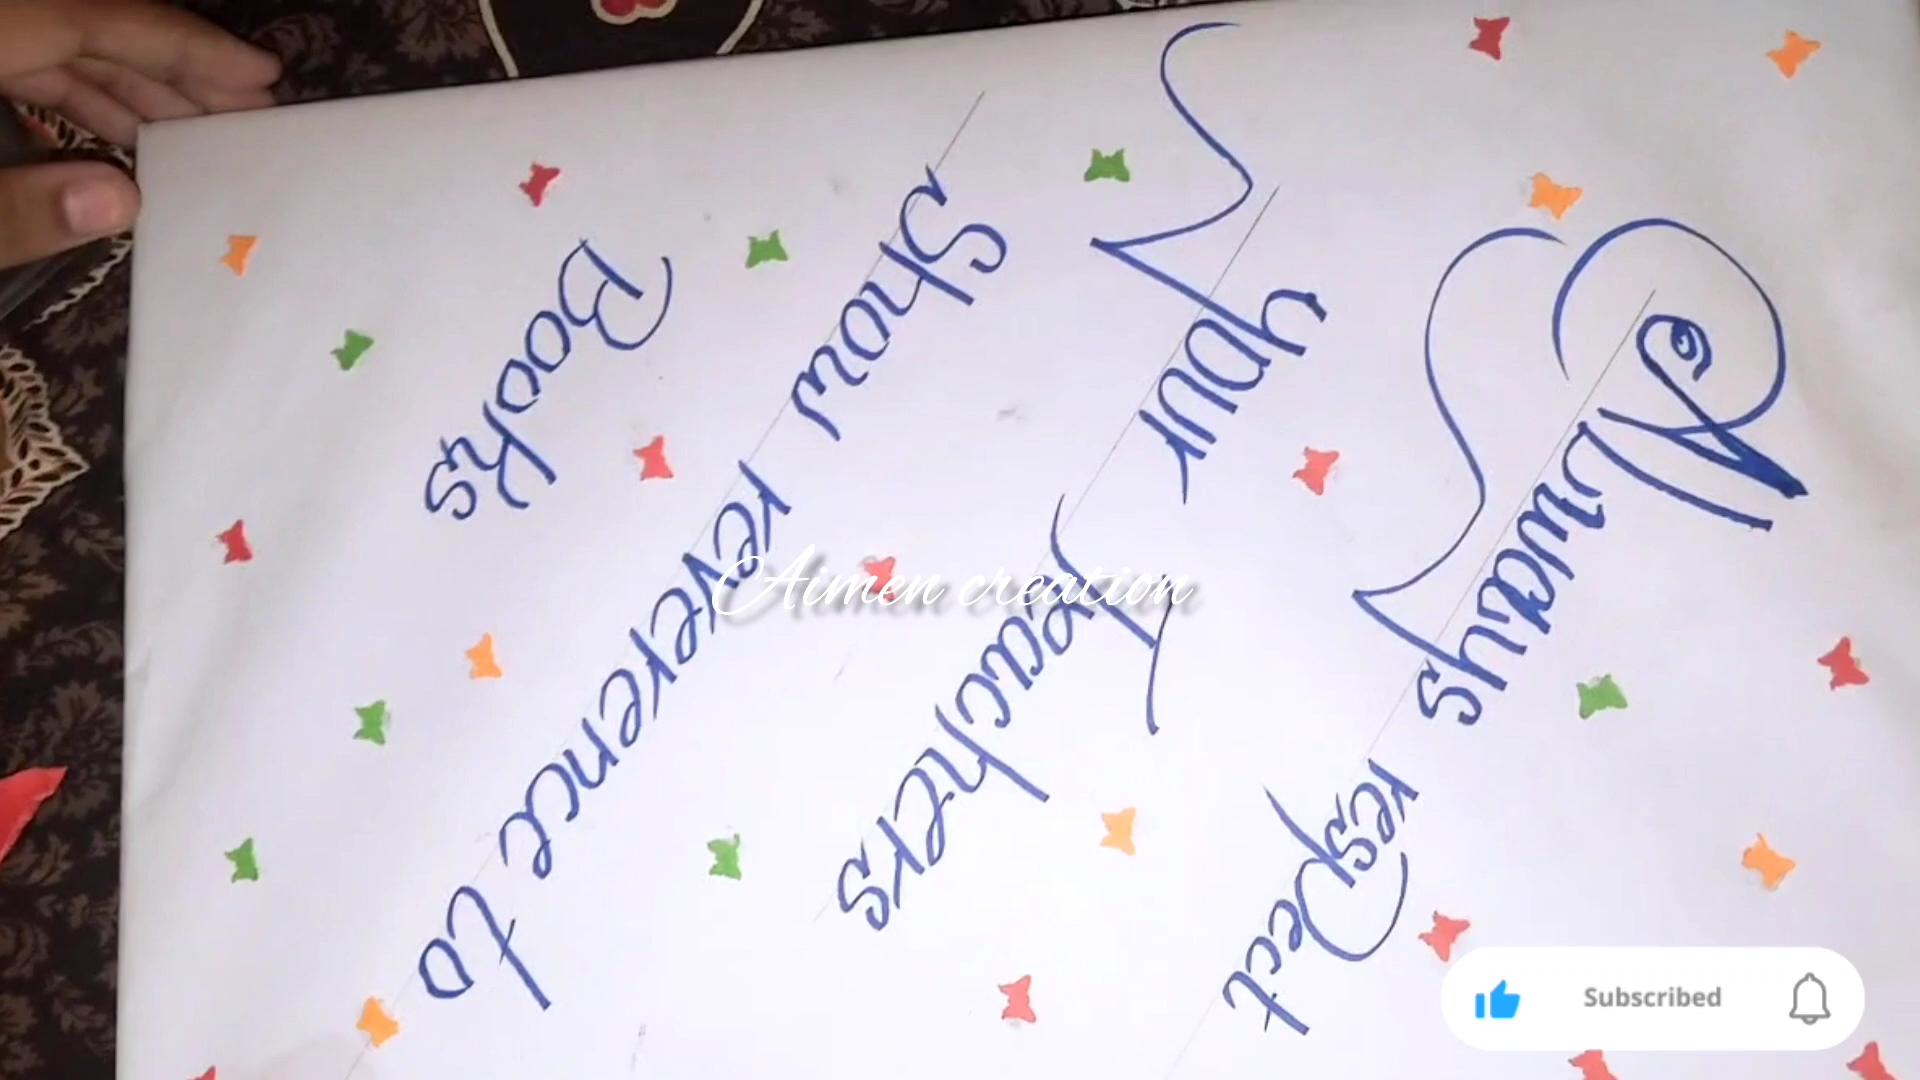 Always respect
your Teachers
Show reverence to
Books
Aimen creation
Subscribed